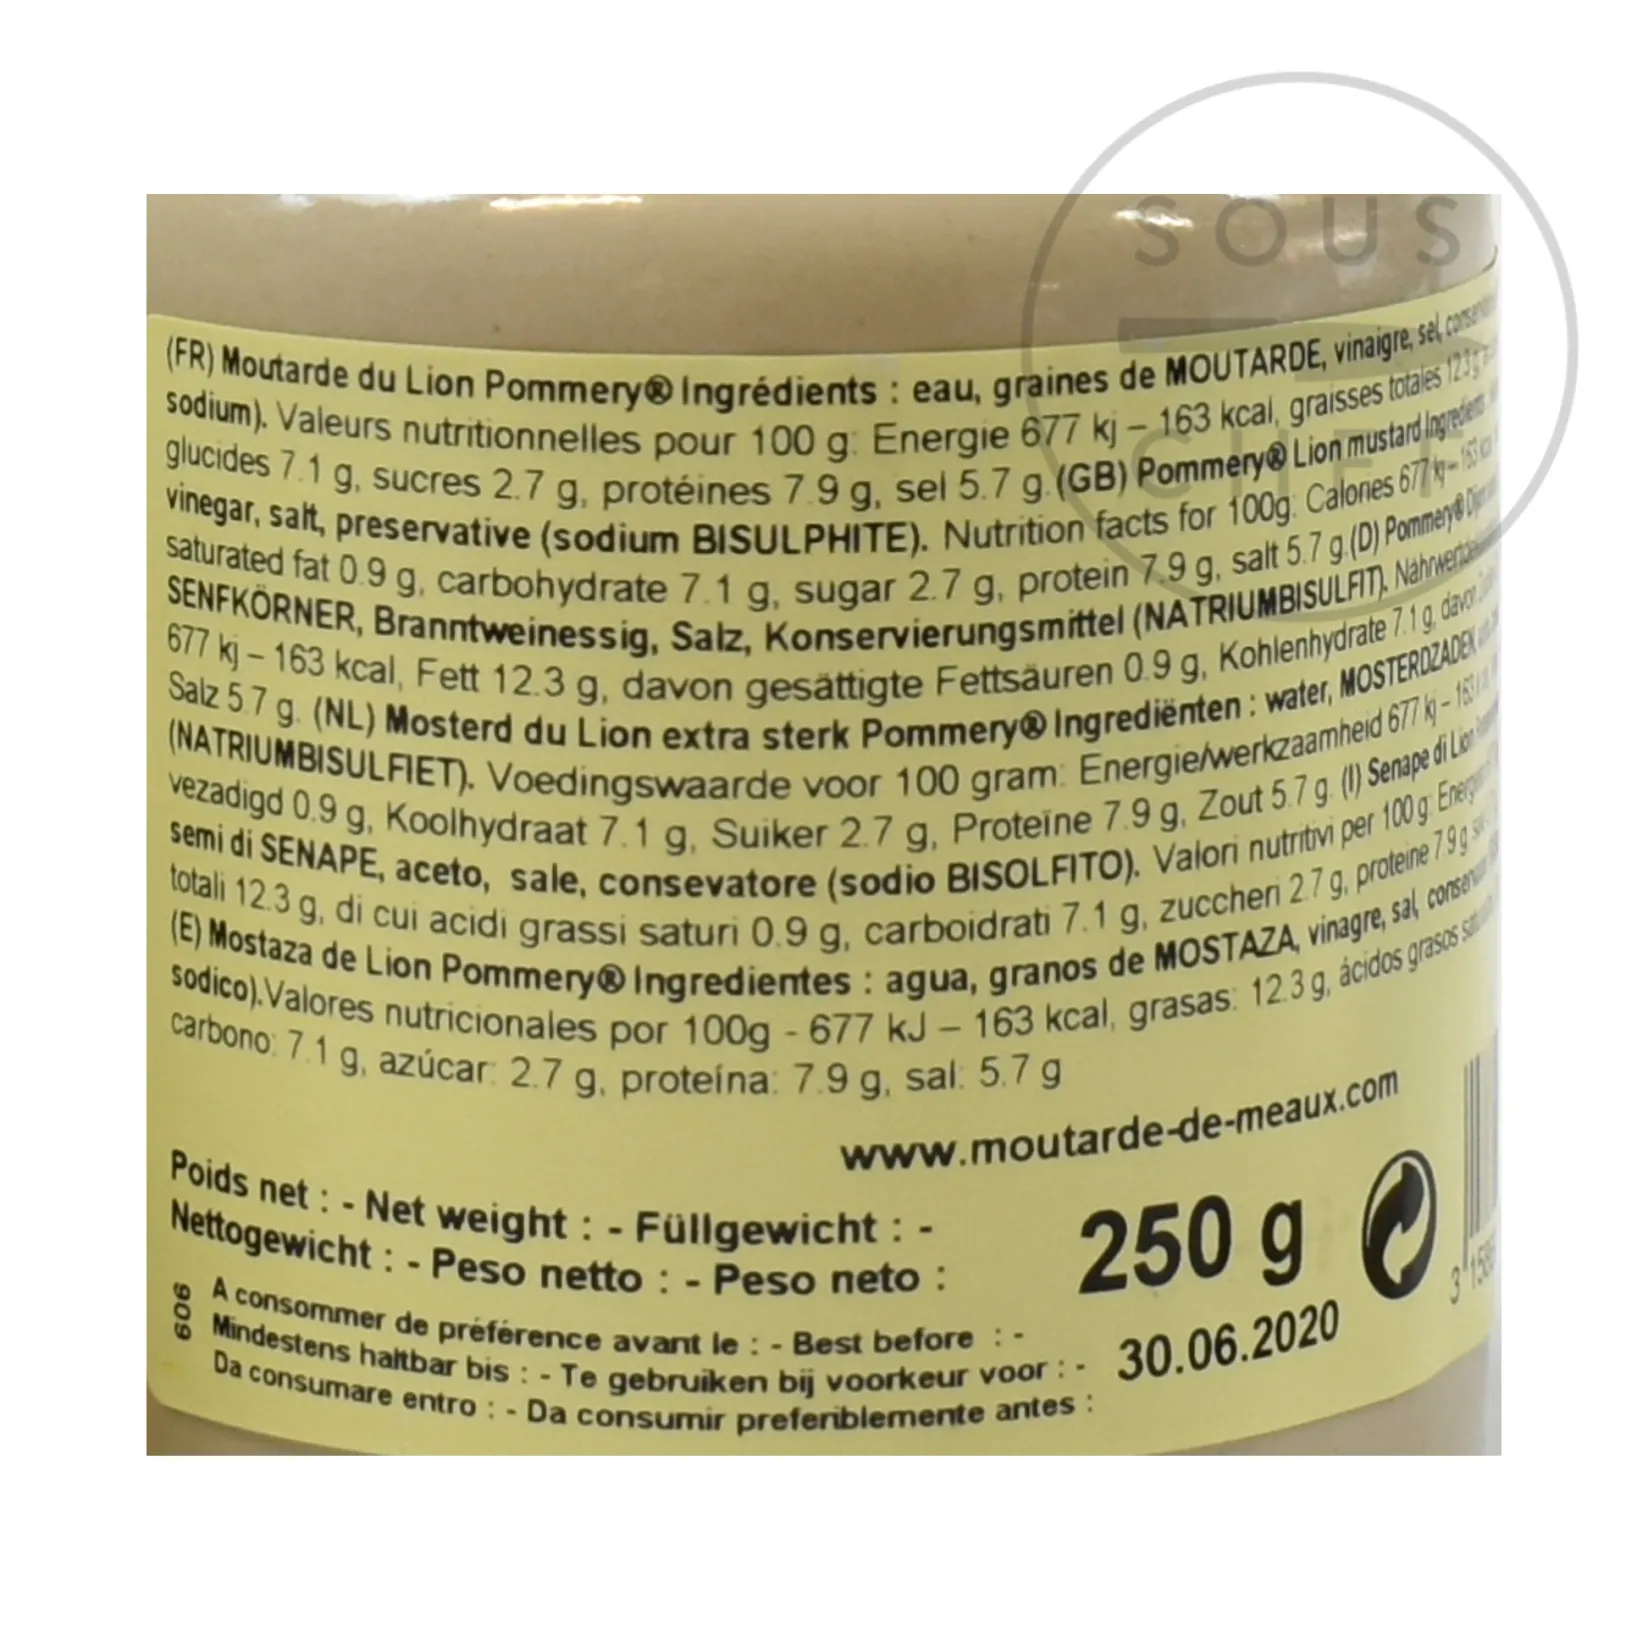 SOUS
CHEF
(FR) Moutarde du Lion Pommery® Ingrédients : eau, graines de MOUTARDE, vinaigre, sel,
sodium). Valeurs nutritionnelles pour 100 g: Energie 677 kj – 163 kcal, graisses totales 12.3 g,
glucides 7.1 g, sucres 2.7 g, protéines 7.9 g, sel 5.7 g.(GB) Pommery® Lion mustard Ingredients
vinegar, salt, preservative (sodium BISULPHITE). Nutrition facts for 100g: Calories 677 kj – 163 kcal
saturated fat 0.9 g, carbohydrate 7.1 g, sugar 2.7 g, protein 7.9 g, salt 5.7 g.(D) Pommery®
SENFKÖRNER, Branntweinessig, Salz, Konservierungsmittel (NATRIUMBISULFIT).
677 kj – 163 kcal, Fett 12.3 g, davon gesättigte Fettsäuren 0.9 g, Kohlenhydrate 7.1 g, davon
Salz 5.7 g. (NL) Mosterd du Lion extra sterk Pommery® Ingrediënten : water, MOSTERDZADEN
(NATRIUMBISULFIET). Voedingswaarde voor 100 gram: Energie/werkzaamheid 677 kj –
vezadigd 0.9 g, Koolhydraat 7.1 g, Suiker 2.7 g, Proteïne 7.9 g, Zout 5.7 g. (I) Senape di Lion
semi di SENAPE, aceto, sale, consevatore (sodio BISOLFITO). Valori nutritivi per 100 g:
totali 12.3 g, di cui acidi grassi saturi 0.9 g, carboidrati 7.1 g, zuccheri 2.7 g, proteine 7.9 g
(E) Mostaza de Lion Pommery® Ingredientes : agua, granos de MOSTAZA, vinagre, sal,
sodico).Valores nutricionales por 100g - 677 kJ – 163 kcal, grasas: 12.3 g, ácidos grasos
carbono: 7.1 g, azúcar: 2.7 g, proteína: 7.9 g, sal: 5.7 g
www.moutarde-de-meaux.com
Poids net : - Net weight : - Füllgewicht : -
Nettogewicht : - Peso netto : - Peso neto :
250 g
906
A consommer de préférence avant le : - Best before : -
Mindestens haltbar bis : - Te gebruiken bij voorkeur voor : -
Da consumare entro : - Da consumir preferiblemente antes :
30.06.2020